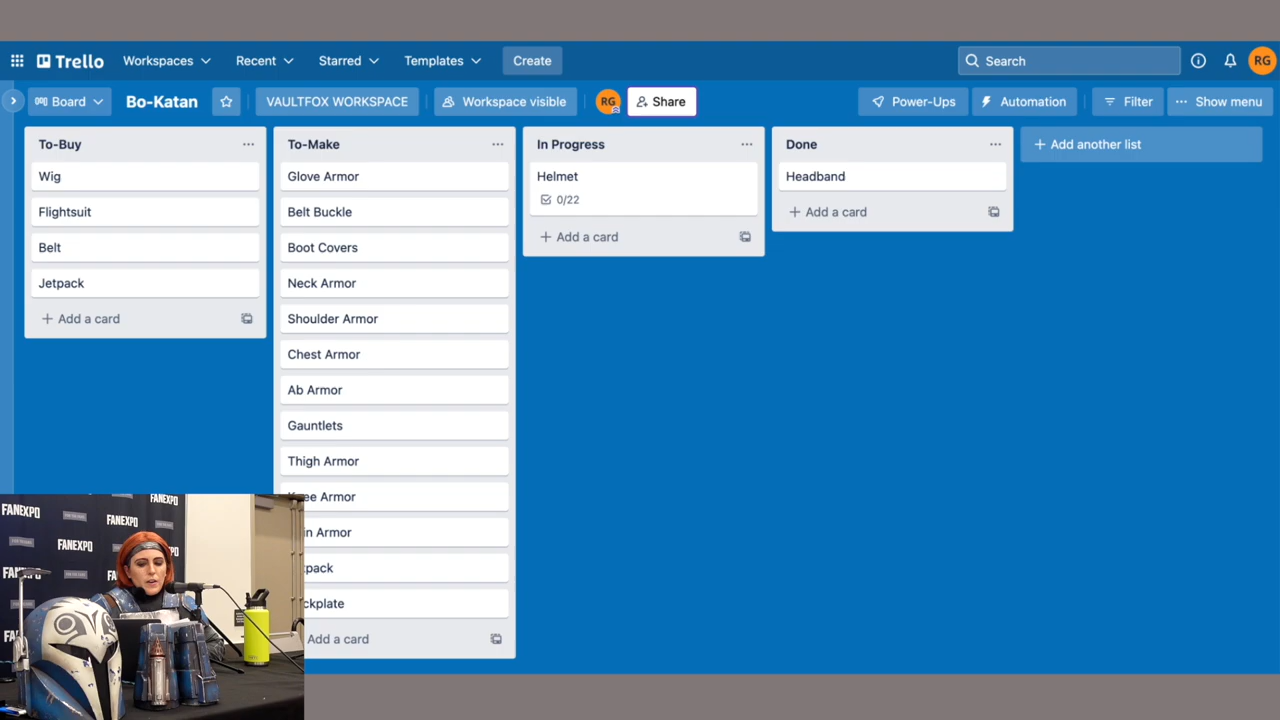 Trello Workspaces Recent Starred Templates Create Search RG
Board Bo-Katan VAULTFOX WORKSPACE Workspace visible RG Share Power-Ups Automation Filter Show menu
To-Buy
Wig
Flightsuit
Belt
Jetpack
Add a card
To-Make
Glove Armor
Belt Buckle
Boot Covers
Neck Armor
Shoulder Armor
Chest Armor
Ab Armor
Gauntlets
Thigh Armor
Armor
Armor
Add a card
In Progress
Helmet
0/22
Add a card
Done
Headband
Add a card
Add another list
FANEXPO
FANEXPO
FANEXPO
FANEXPO